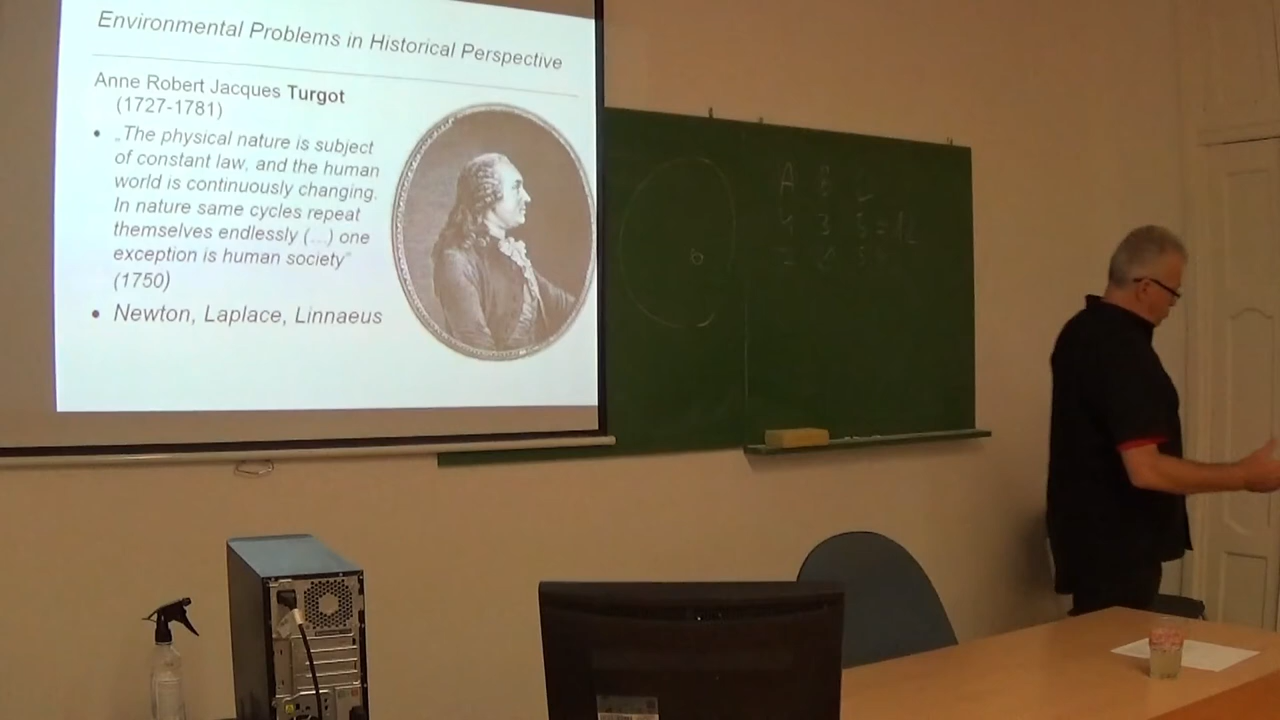 Environmental Problems in Historical Perspective
Anne Robert Jacques Turgot
(1727-1781)
• „The physical nature is subject
of constant law, and the human
world is continuously changing.
In nature same cycles repeat
themselves endlessly (...) one
exception is human society”
(1750)
• Newton, Laplace, Linnaeus
A B C
3 5